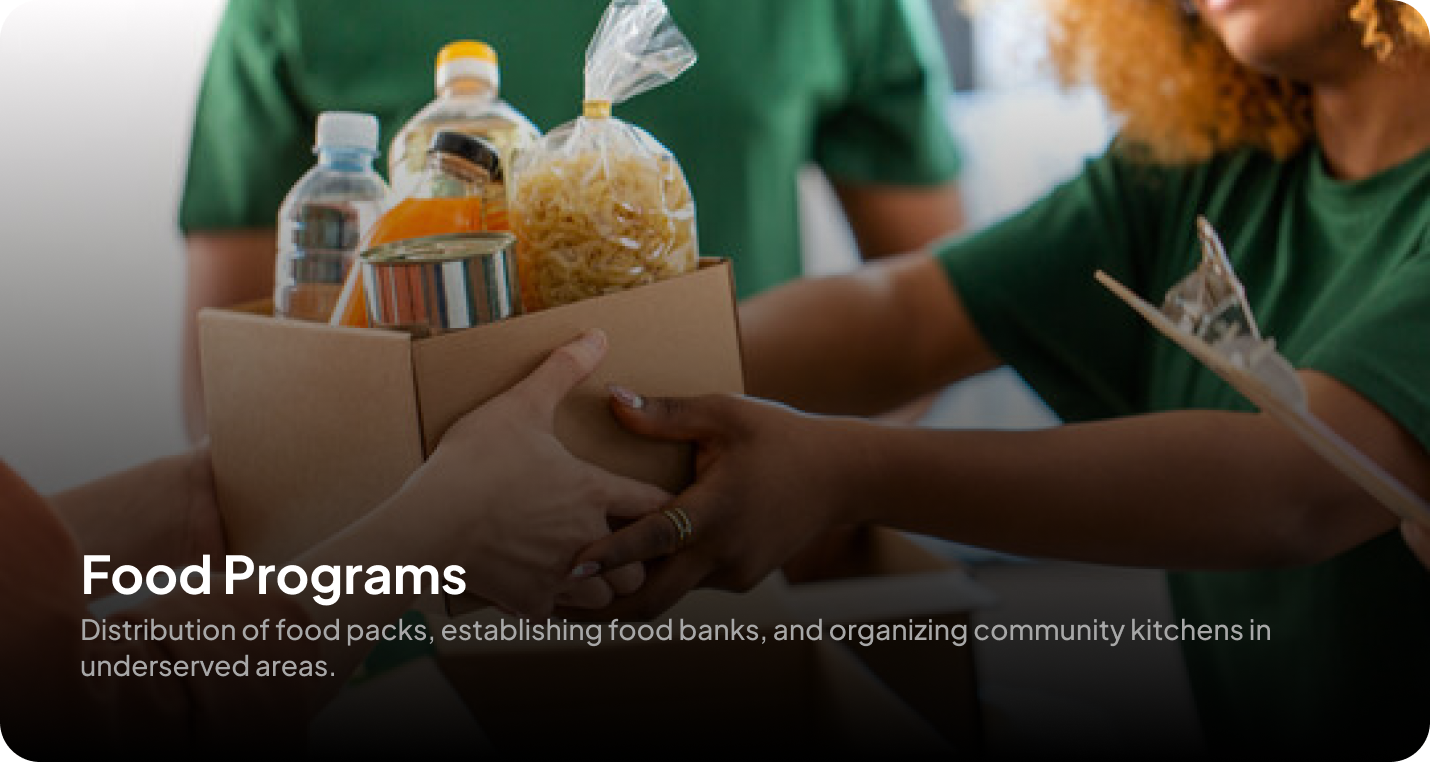 Food Programs
Distribution of food packs, establishing food banks, and organizing community kitchens in
underserved areas.